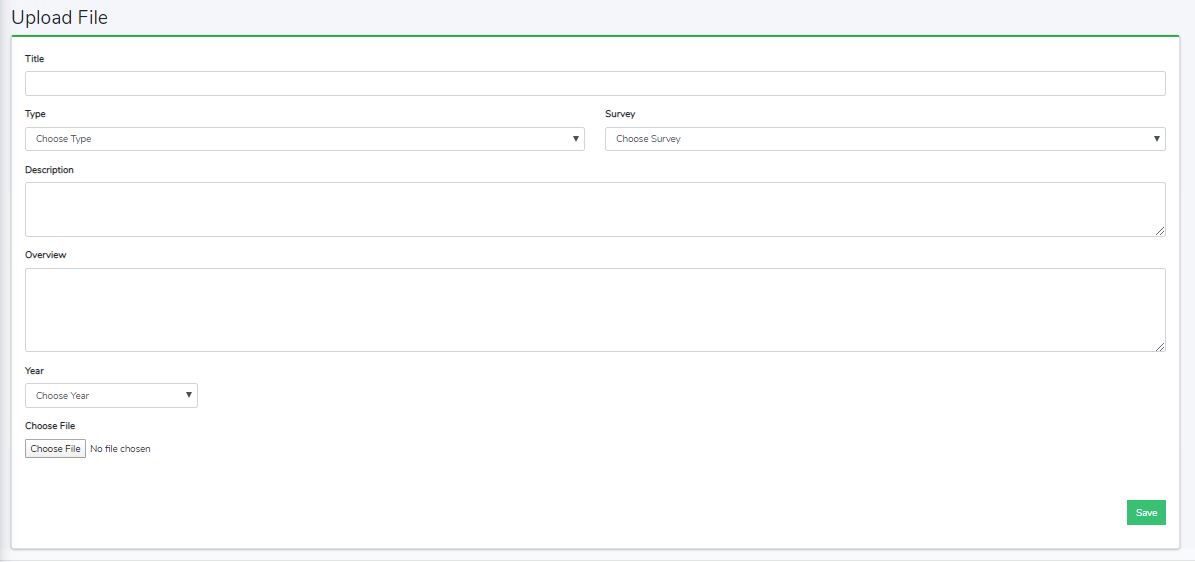 Upload File
Title
Type Survey
Choose Type Choose Survey
Description
Overview
Year
Choose Year
Choose File
Choose File No file chosen
Save